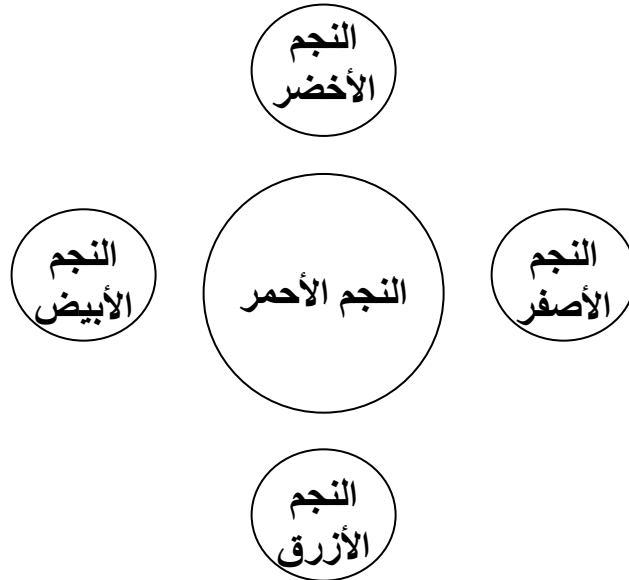 النجم
الأخضر
النجم
الأصفر
النجم الأحمر
النجم
الأبيض
النجم
الأزرق